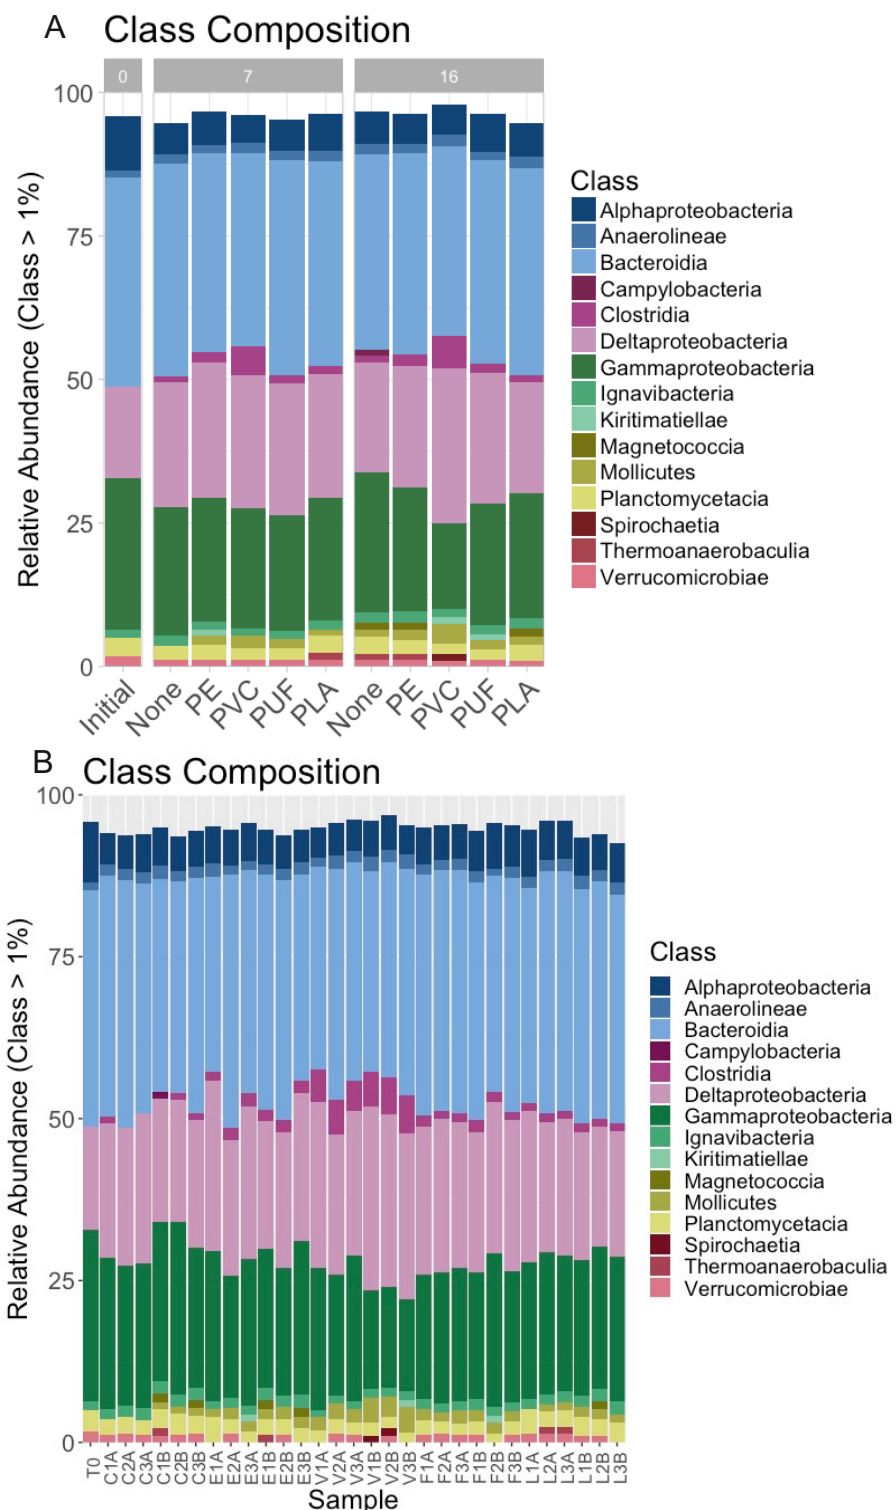 A
Class Composition
0
7
16
100
75
50
25
0
Relative Abundance (Class > 1%)
Initial
None
PE
PVC
PUF
PLA
None
PE
PVC
PUF
PLA
Class
Alphaproteobacteria
Anaerolineae
Bacteroidia
Campylobacteria
Clostridia
Deltaproteobacteria
Gammaproteobacteria
Ignavibacteria
Kiritimatiellae
Magnetococcia
Mollicutes
Planctomycetacia
Spirochaetia
Thermoanaerobaculia
Verrucomicrobiae
B
Class Composition
100
75
50
25
0
Relative Abundance (Class > 1%)
T0
C1A
C2A
C3A
C1B
C2B
C3B
E1A
E2A
E3A
E1B
E2B
E3B
V1A
V2A
V3A
V1B
V2B
V3B
F1A
F2A
F3A
F1B
F2B
F3B
L1A
L2A
L3A
L1B
L2B
L3B
Sample
Class
Alphaproteobacteria
Anaerolineae
Bacteroidia
Campylobacteria
Clostridia
Deltaproteobacteria
Gammaproteobacteria
Ignavibacteria
Kiritimatiellae
Magnetococcia
Mollicutes
Planctomycetacia
Spirochaetia
Thermoanaerobaculia
Verrucomicrobiae